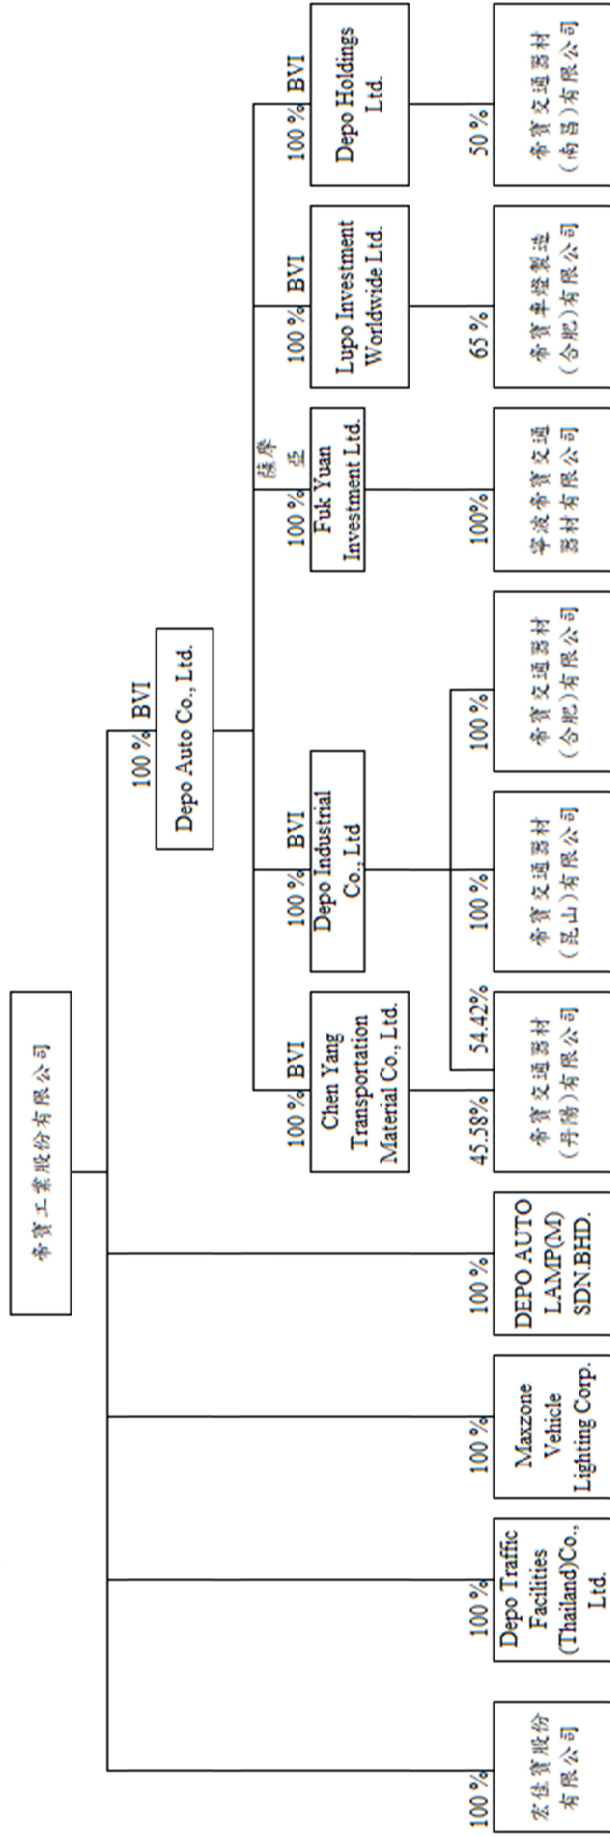 帝寶工業股份有限公司
100 %
宏佳寶股份
有限公司
100 %
Depo Traffic
Facilities
(Thailand)Co.,
Ltd.
100 %
Maxzone
Vehicle
Lighting Corp.
100 %
DEPO AUTO
LAMP(M)
SDN.BHD.
100 % BVI
Depo Auto Co., Ltd.
100 % BVI
Chen Yang
Transportation
Material Co., Ltd.
100 % BVI
Depo Industrial
Co., Ltd
薩摩
100 % 亞
Fuk Yuan
Investment Ltd.
100 % BVI
Lupo Investment
Worldwide Ltd.
100 % BVI
Depo Holdings
Ltd.
45.58% 54.42%
帝寶交通器材
(丹陽)有限公司
100 %
帝寶交通器材
(昆山)有限公司
100 %
帝寶交通器材
(合肥)有限公司
100%
寧波帝寶交通
器材有限公司
65 %
帝寶車燈製造
(合肥)有限公司
50 %
帝寶交通器材
(南昌)有限公司